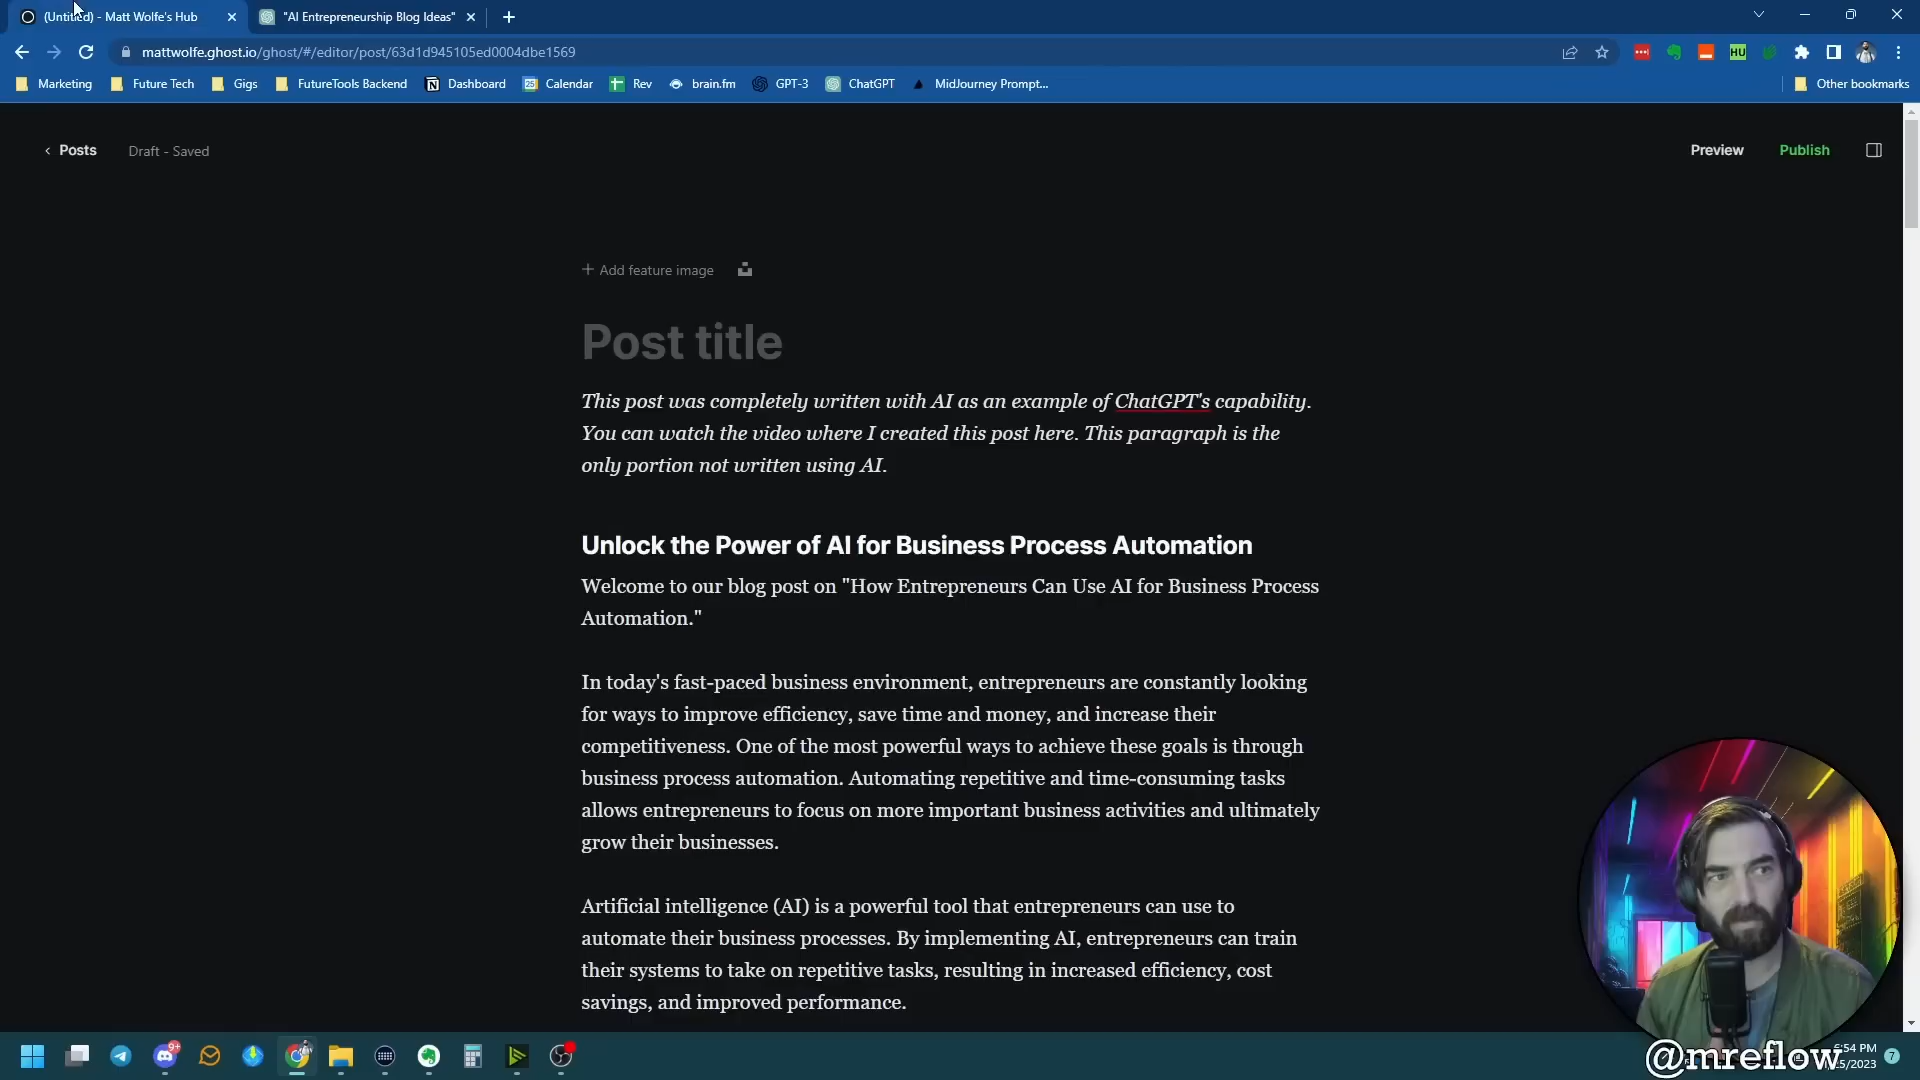 (Untitled) - Matt Wolfe's Hub
"AI Entrepreneurship Blog Ideas"
mattwolfe.ghost.io/ghost/#/editor/post/63d1d945105ed0004dbe1569
HU
Marketing
Future Tech
Gigs
FutureTools Backend
Dashboard
Calendar
Rev
brain.fm
GPT-3
ChatGPT
MidJourney Prompt...
Other bookmarks
Posts
Draft - Saved
Preview
Publish
+ Add feature image
Post title
This post was completely written with AI as an example of ChatGPT's capability.
You can watch the video where I created this post here. This paragraph is the
only portion not written using AI.
Unlock the Power of AI for Business Process Automation
Welcome to our blog post on "How Entrepreneurs Can Use AI for Business Process
Automation."
In today's fast-paced business environment, entrepreneurs are constantly looking
for ways to improve efficiency, save time and money, and increase their
competitiveness. One of the most powerful ways to achieve these goals is through
business process automation. Automating repetitive and time-consuming tasks
allows entrepreneurs to focus on more important business activities and ultimately
grow their businesses.
Artificial intelligence (AI) is a powerful tool that entrepreneurs can use to
automate their business processes. By implementing AI, entrepreneurs can train
their systems to take on repetitive tasks, resulting in increased efficiency, cost
savings, and improved performance.
9+
@mreflow
:54 PM
/2023
7